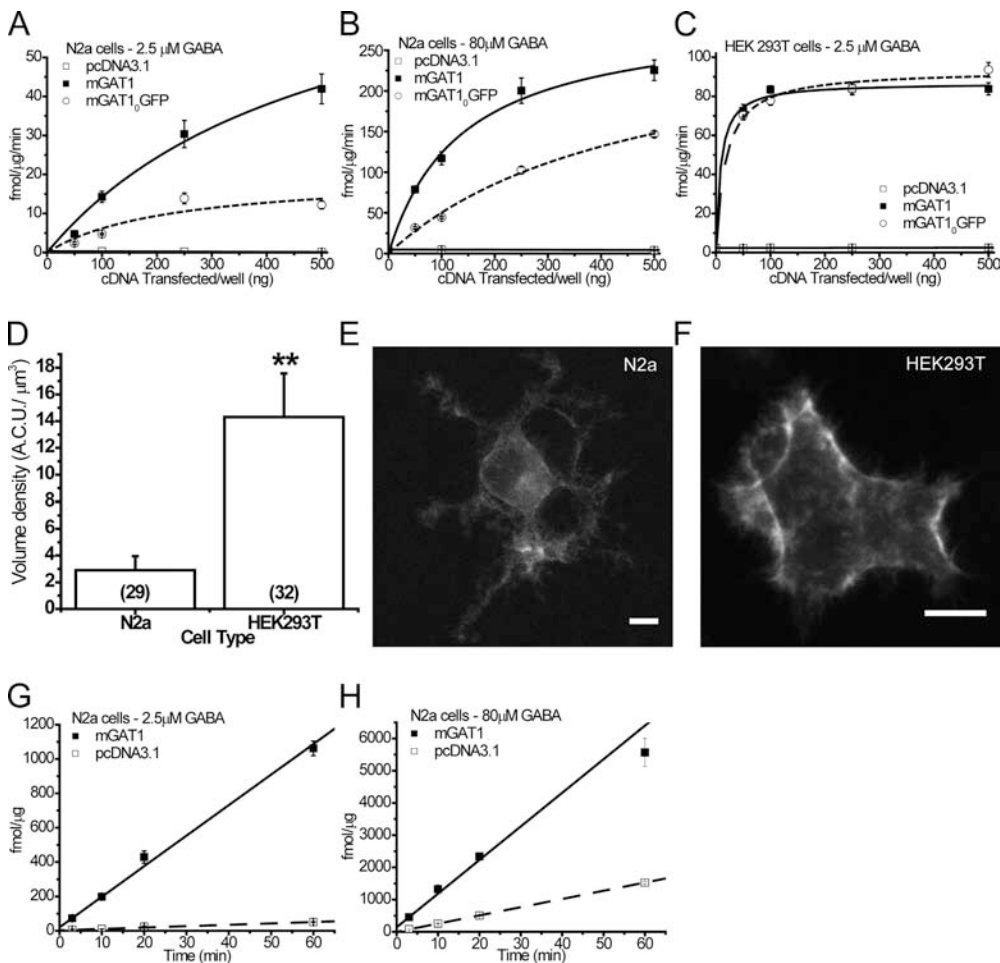 A
N2a cells - 2.5 μM GABA
pcDNA3.1
mGAT1
mGAT1₀GFP
fmol/μg/min
50
40
30
20
10
0
0 100 200 300 400 500
cDNA Transfected/well (ng)
B
N2a cells - 80μM GABA
pcDNA3.1
mGAT1
mGAT1₀GFP
fmol/μg/min
250
200
150
100
50
0
0 100 200 300 400 500
cDNA Transfected/well (ng)
C
HEK 293T cells - 2.5 μM GABA
pcDNA3.1
mGAT1
mGAT1₀GFP
fmol/μg/min
100
80
60
40
20
0
0 100 200 300 400 500
cDNA Transfected/well (ng)
D
Volume density (A.C.U./ μm³)
18
16
14
12
10
8
6
4
2
0
**
(29)
(32)
N2a HEK293T
Cell Type
E
N2a
F
HEK293T
G
N2a cells - 2.5μM GABA
mGAT1
pcDNA3.1
fmol/μg
1200
1000
800
600
400
200
0
0 10 20 30 40 50 60
Time (min)
H
N2a cells - 80μM GABA
mGAT1
pcDNA3.1
fmol/μg
6000
5000
4000
3000
2000
1000
0
0 10 20 30 40 50 60
Time (min)